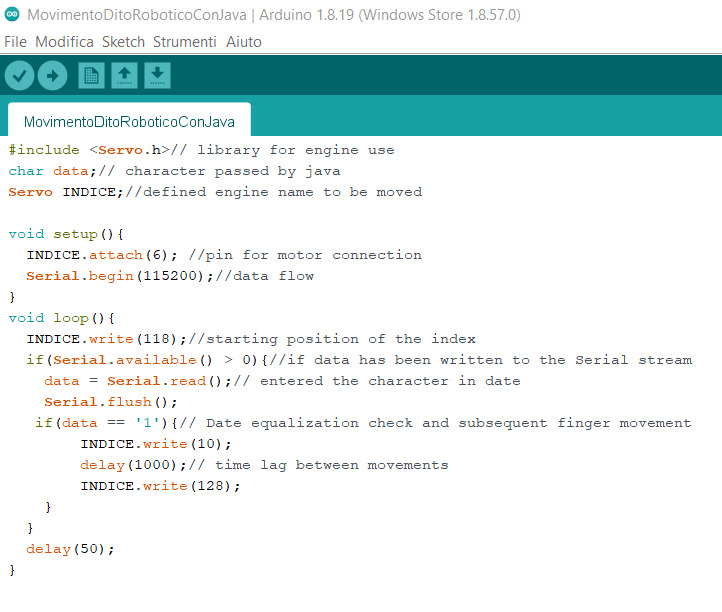 MovimentoDitoRoboticoConJava | Arduino 1.8.19 (Windows Store 1.8.57.0)
File Modifica Sketch Strumenti Aiuto
MovimentoDitoRoboticoConJava
#include <Servo.h>// library for engine use
char data;// character passed by java
Servo INDICE;//defined engine name to be moved

void setup(){
  INDICE.attach(6); //pin for motor connection
  Serial.begin(115200);//data flow
}
void loop(){
  INDICE.write(118);//starting position of the index
  if(Serial.available() > 0){//if data has been written to the Serial stream
    data = Serial.read();// entered the character in date
    Serial.flush();
   if(data == '1'){// Date equalization check and subsequent finger movement
        INDICE.write(10);
        delay(1000);// time lag between movements
        INDICE.write(128);
    }
  }
  delay(50);
}